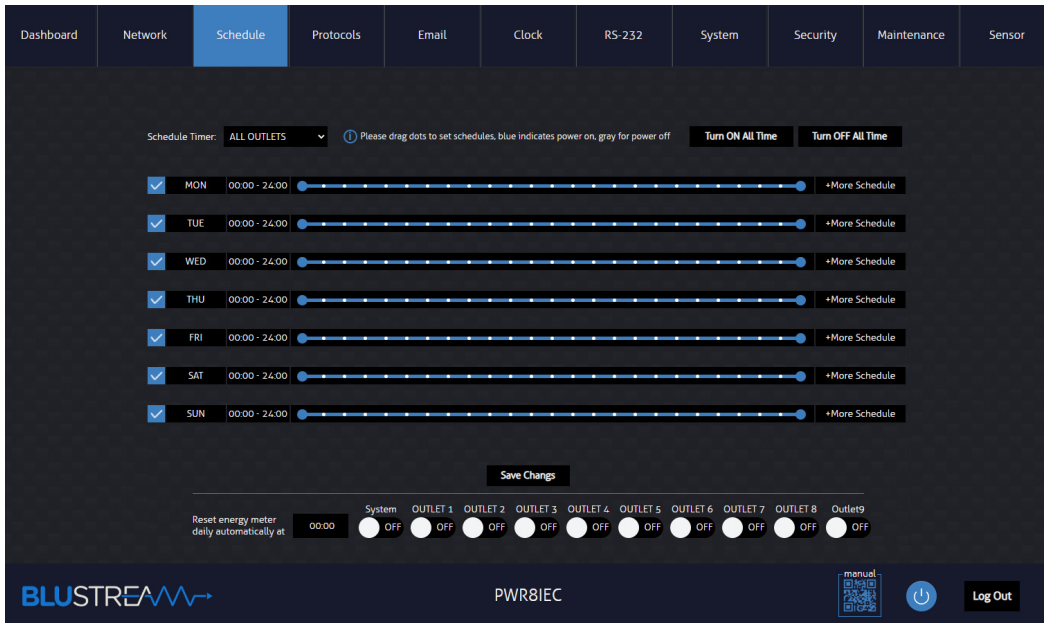 Dashboard Network Schedule Protocols Email Clock RS-232 System Security Maintenance Sensor
Schedule Timer: ALL OUTLETS Please drag dots to set schedules, blue indicates power on, gray for power off Turn ON All Time Turn OFF All Time
MON 00:00 - 24:00 +More Schedule
TUE 00:00 - 24:00 +More Schedule
WED 00:00 - 24:00 +More Schedule
THU 00:00 - 24:00 +More Schedule
FRI 00:00 - 24:00 +More Schedule
SAT 00:00 - 24:00 +More Schedule
SUN 00:00 - 24:00 +More Schedule
Save Changs
System OUTLET 1 OUTLET 2 OUTLET 3 OUTLET 4 OUTLET 5 OUTLET 6 OUTLET 7 OUTLET 8 Outlet9
Reset energy meter
daily automatically at
00:00 OFF OFF OFF OFF OFF OFF OFF OFF OFF OFF
manual
BLUSTREAM PWR8IEC Log Out